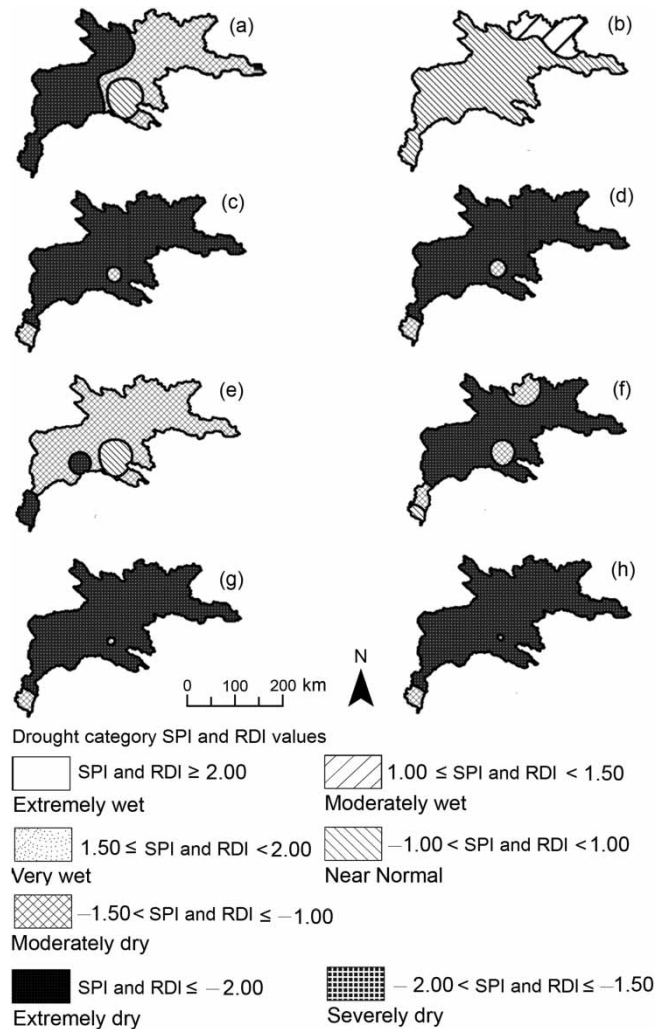 (a) (b)
(c) (d)
(e) (f)
(g) (h)
N
0 100 200 km
Drought category SPI and RDI values
SPI and RDI ≥ 2.00
Extremely wet
1.00 ≤ SPI and RDI < 1.50
Moderately wet
1.50 ≤ SPI and RDI < 2.00
Very wet
−1.00 < SPI and RDI < 1.00
Near Normal
−1.50 < SPI and RDI ≤ −1.00
Moderately dry
SPI and RDI ≤ −2.00
Extremely dry
− 2.00 < SPI and RDI ≤ −1.50
Severely dry